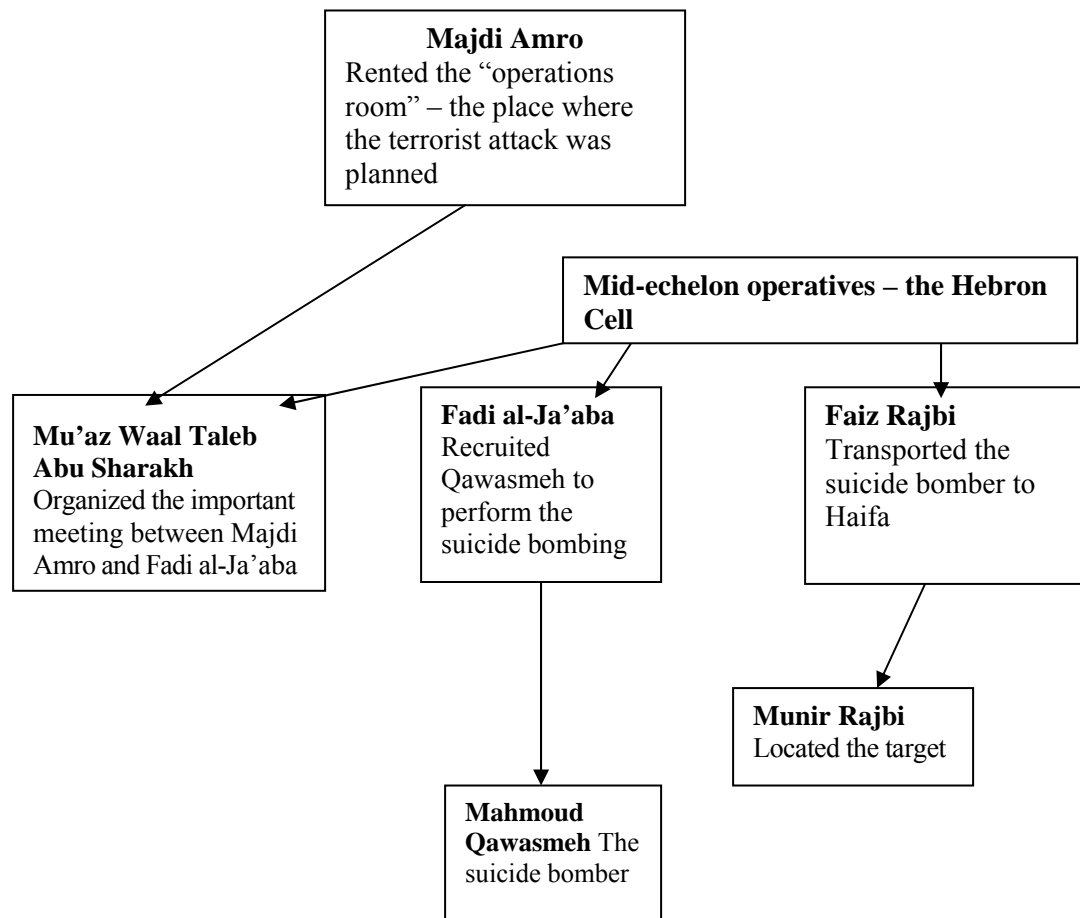 Majdi Amro
Rented the “operations
room” – the place where
the terrorist attack was
planned
Mid-echelon operatives – the Hebron
Cell
Mu’az Waal Taleb
Abu Sharakh
Organized the important
meeting between Majdi
Amro and Fadi al-Ja’aba
Fadi al-Ja’aba
Recruited
Qawasmeh to
perform the
suicide bombing
Faiz Rajbi
Transported the
suicide bomber to
Haifa
Munir Rajbi
Located the target
Mahmoud
Qawasmeh The
suicide bomber